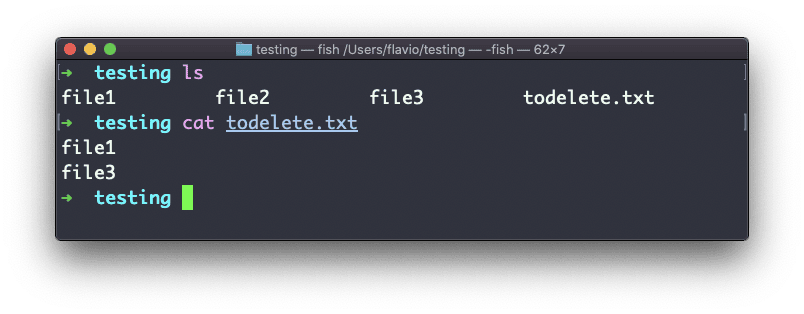 testing — fish /Users/flavio/testing — -fish — 62×7
➜ testing ls
file1 file2 file3 todelete.txt
➜ testing cat todelete.txt
file1
file3
➜ testing